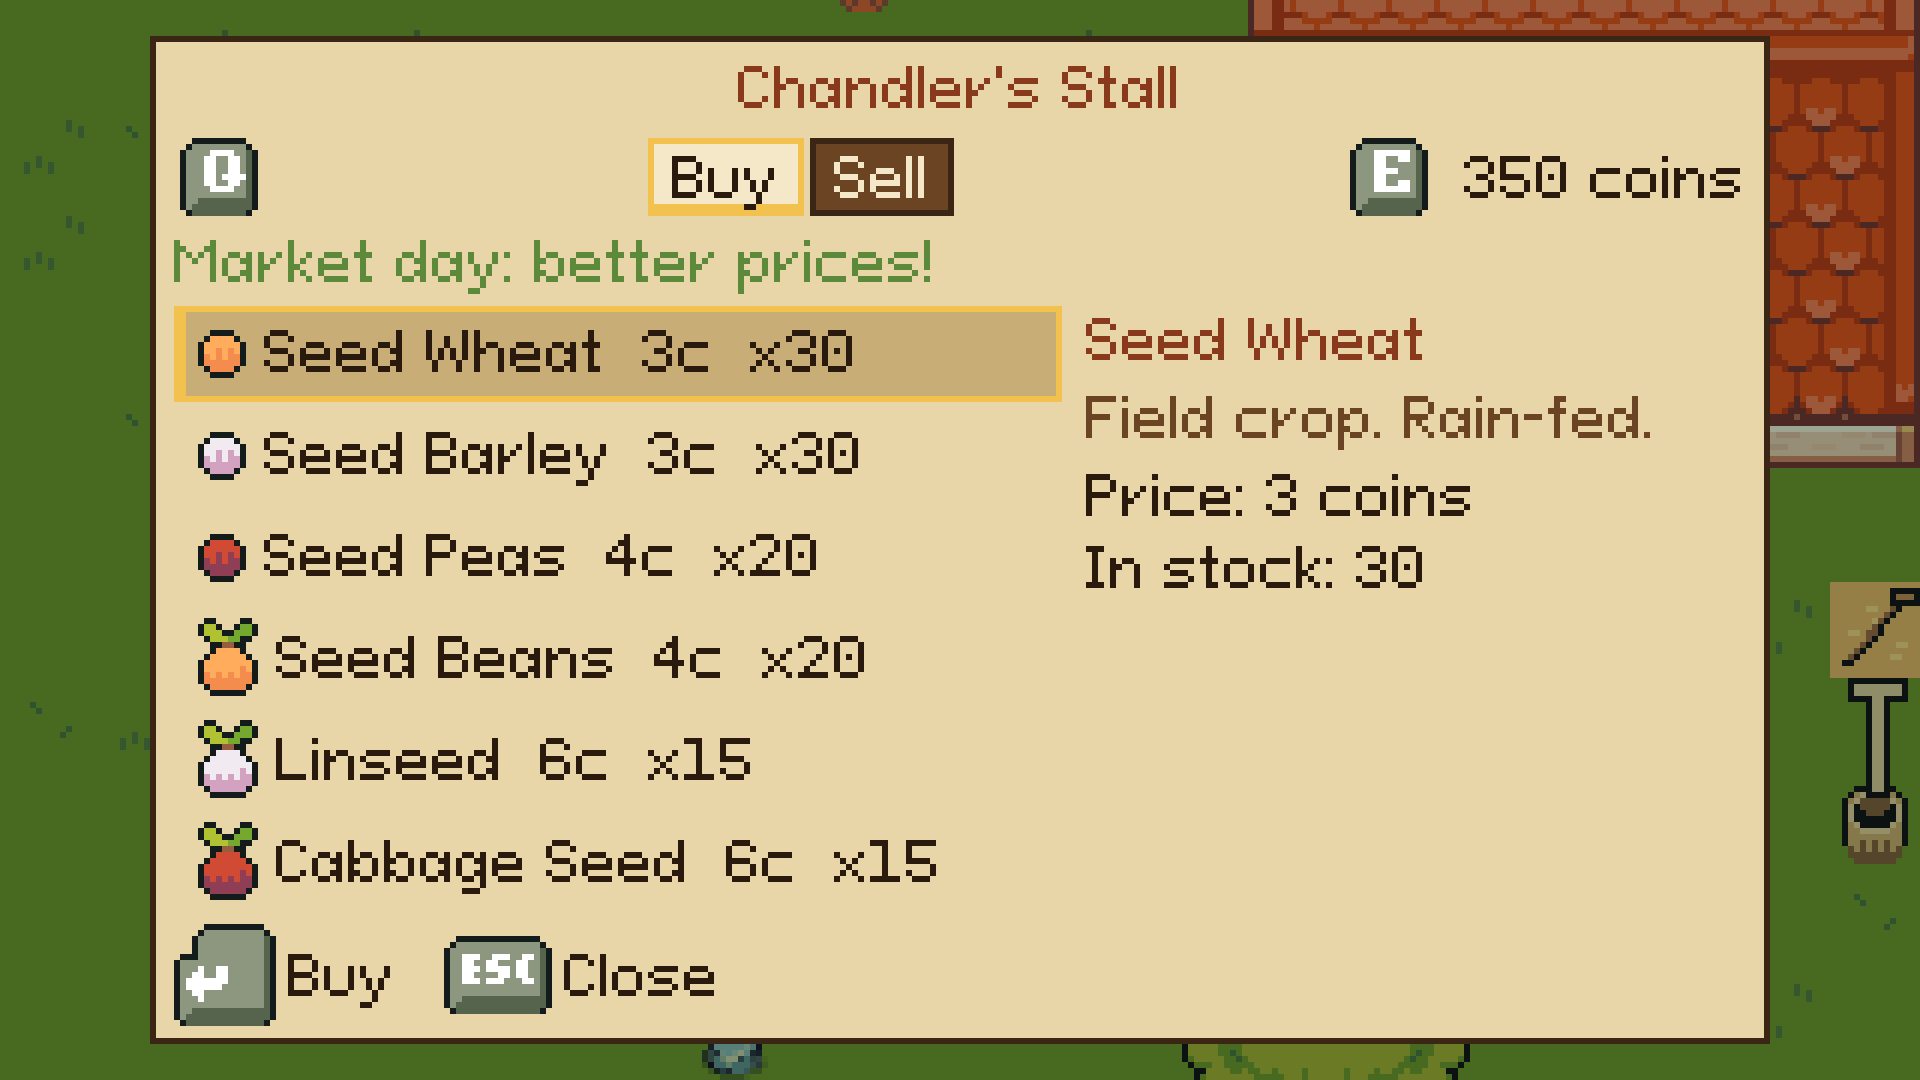 Chandler's Stall
Q Buy Sell E 350 coins
Market day: better prices!
Seed Wheat 3c x30
Seed Barley 3c x30
Seed Peas 4c x20
Seed Beans 4c x20
Linseed 6c x15
Cabbage Seed 6c x15
Seed Wheat
Field crop. Rain-fed.
Price: 3 coins
In stock: 30
Buy ESC Close